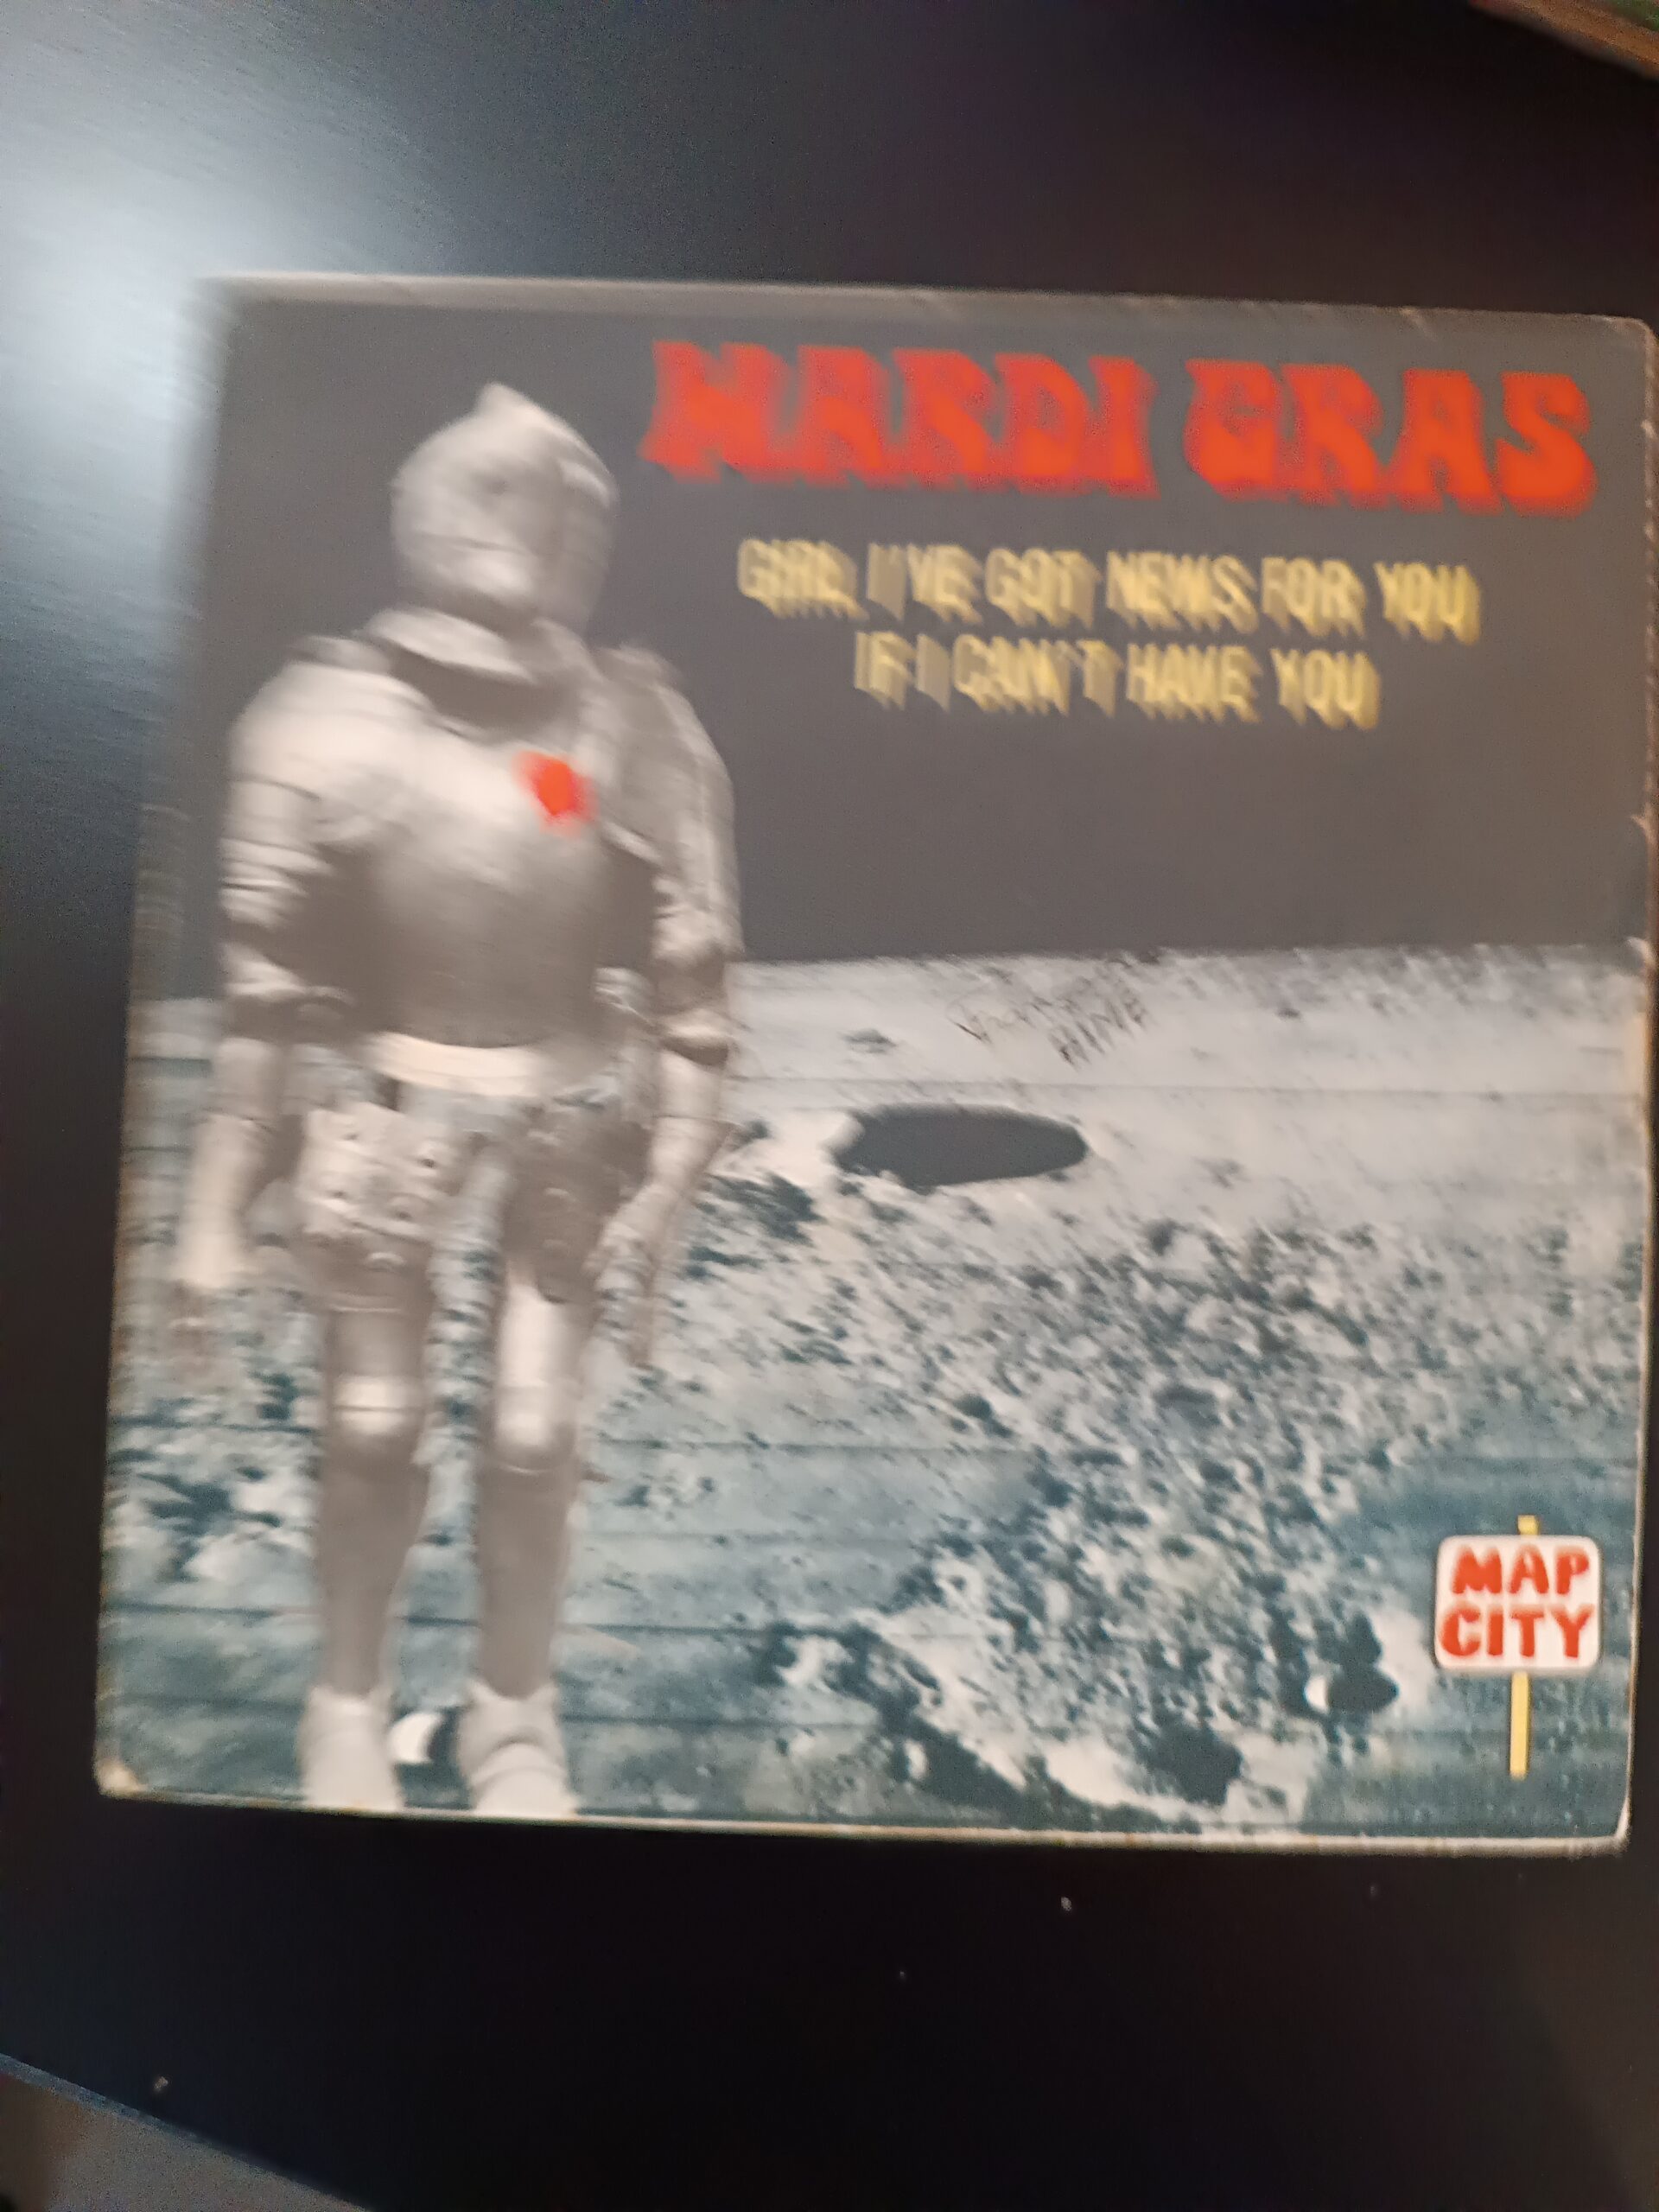 MARDI GRAS
GIRL I'VE GOT NEWS FOR YOU
IF I CAN'T HAVE YOU
MAP
CITY